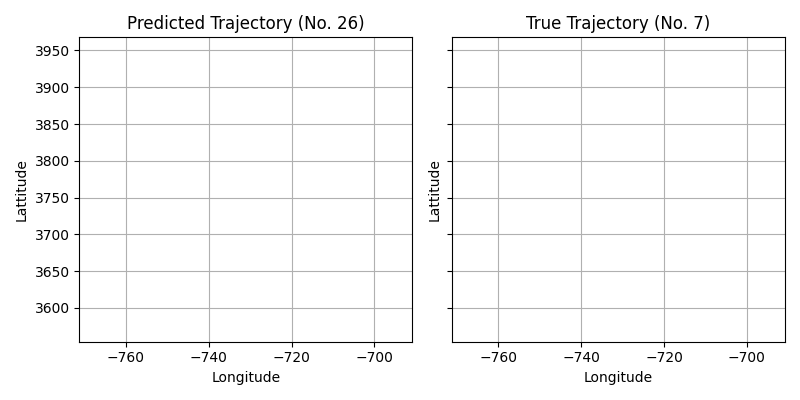 Predicted Trajectory (No. 26)
3950
3900
3850
3800
3750
3700
3650
3600
Lattitude
−760 −740 −720 −700
Longitude
True Trajectory (No. 7)
Lattitude
−760 −740 −720 −700
Longitude